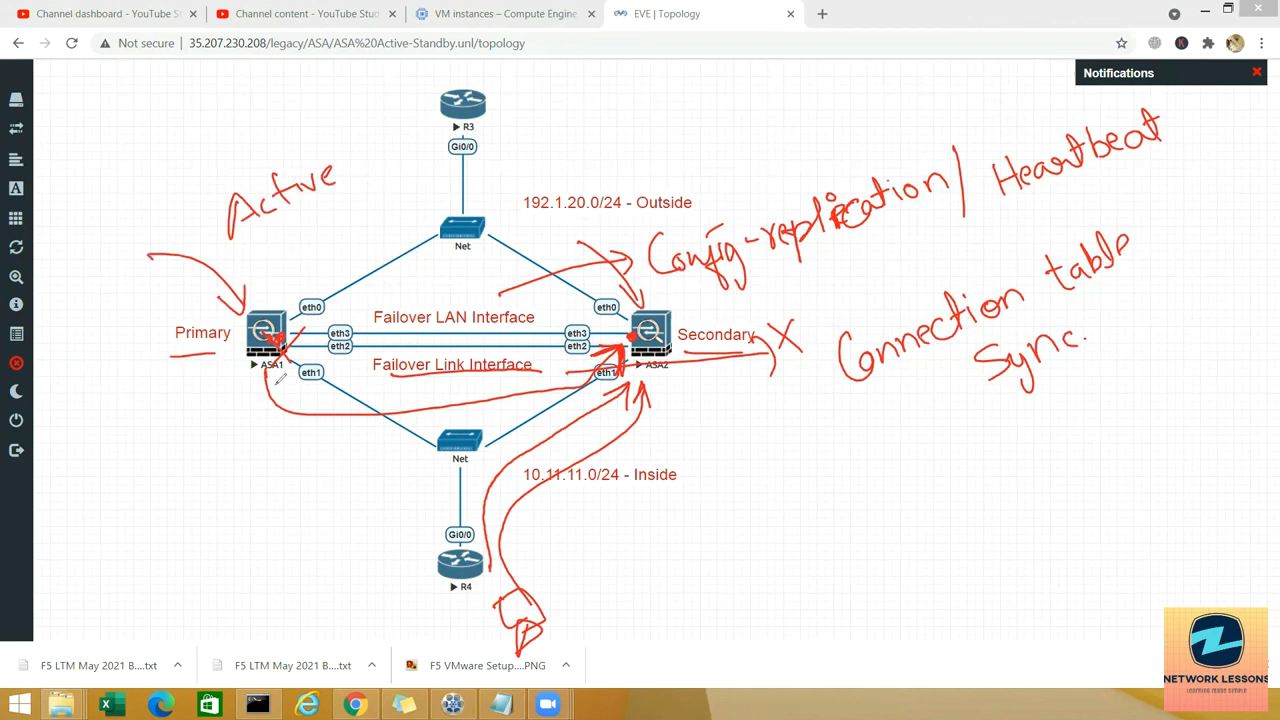 Channel dashboard - YouTube St
Channel content - YouTube Stud
VM instances – Compute Engine
EVE | Topology
Not secure | 35.207.230.208/legacy/ASA/ASA%20Active-Standby.unl/topology
Notifications
R3
Gi0/0
Active
192.1.20.0/24 - Outside
Config-replication / Heartbeat
Net
eth0
eth0
Failover LAN Interface
Primary
eth3
eth3
Secondary
Connection table
Sync.
eth2
eth2
ASA1
Failover Link Interface
ASA2
eth1
eth1
Net
10.11.11.0/24 - Inside
Gi0/0
R4
F5 LTM May 2021 B....txt
F5 LTM May 2021 B....txt
F5 VMware Setup....PNG
NETWORK LESSONS
LEARNING MADE SIMPLE